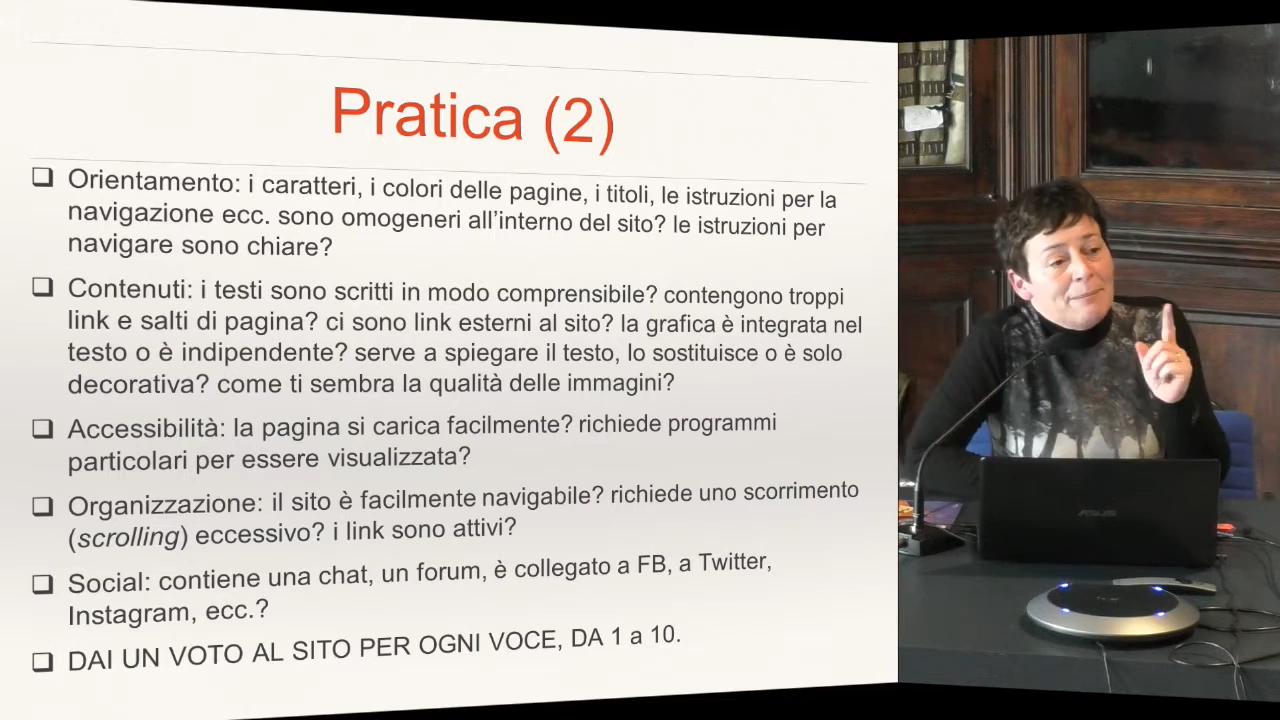 Pratica (2)
❑ Orientamento: i caratteri, i colori delle pagine, i titoli, le istruzioni per la
navigazione ecc. sono omogeneri all’interno del sito? le istruzioni per
navigare sono chiare?
❑ Contenuti: i testi sono scritti in modo comprensibile? contengono troppi
link e salti di pagina? ci sono link esterni al sito? la grafica è integrata nel
testo o è indipendente? serve a spiegare il testo, lo sostituisce o è solo
decorativa? come ti sembra la qualità delle immagini?
❑ Accessibilità: la pagina si carica facilmente? richiede programmi
particolari per essere visualizzata?
❑ Organizzazione: il sito è facilmente navigabile? richiede uno scorrimento
(scrolling) eccessivo? i link sono attivi?
❑ Social: contiene una chat, un forum, è collegato a FB, a Twitter,
Instagram, ecc.?
❑ DAI UN VOTO AL SITO PER OGNI VOCE, DA 1 a 10.
ASUS